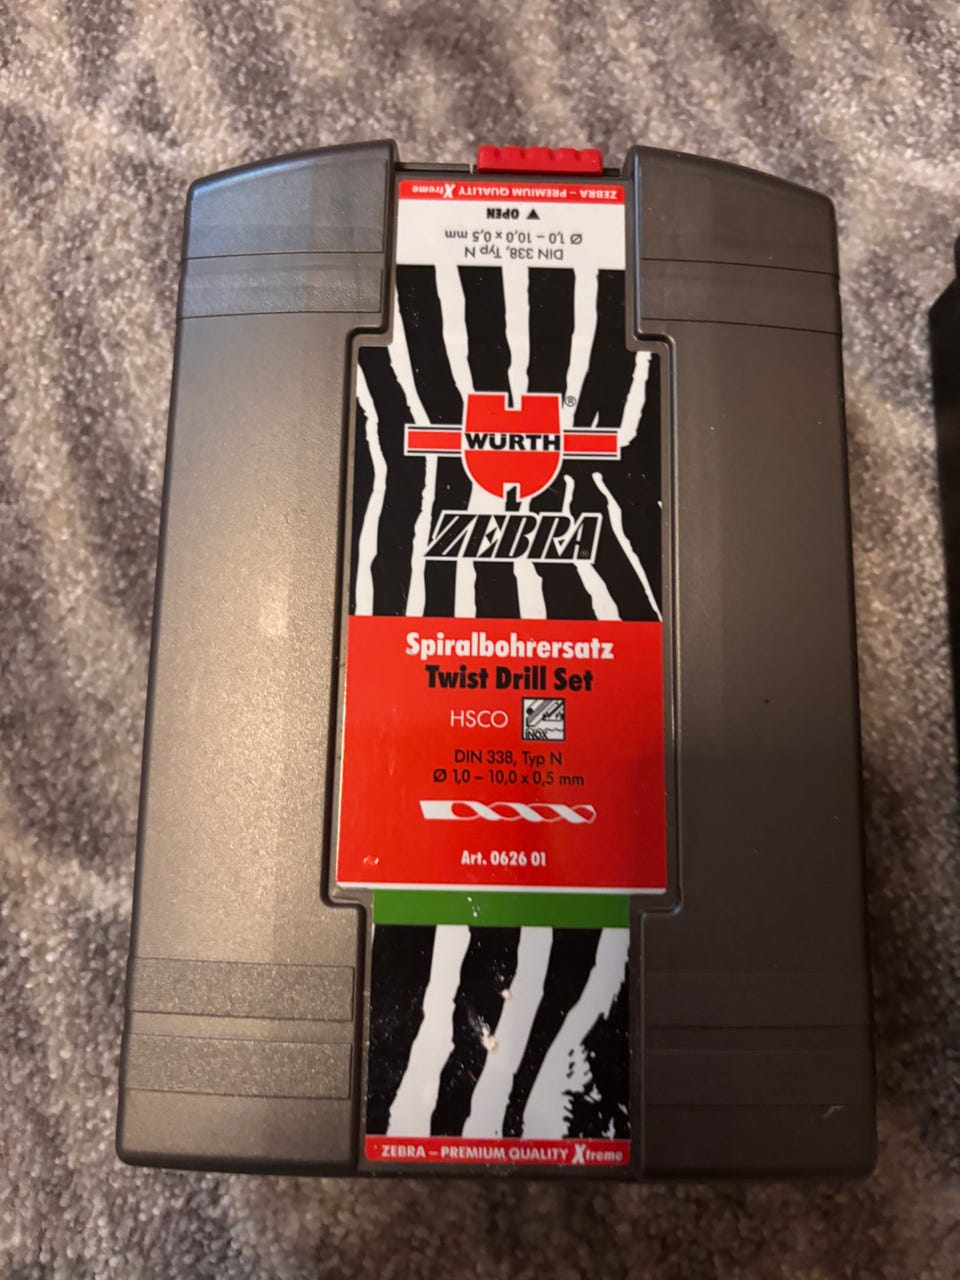 ZEBRA – PREMIUM QUALITY Xtreme
▲ OPEN
DIN 338, Typ N
Ø 1,0 – 10,0 x 0,5 mm
®
WÜRTH
ZEBRA®
Spiralbohrersatz
Twist Drill Set
HSCO
INOX
DIN 338, Typ N
Ø 1,0 – 10,0 x 0,5 mm
Art. 0626 01
ZEBRA – PREMIUM QUALITY Xtreme